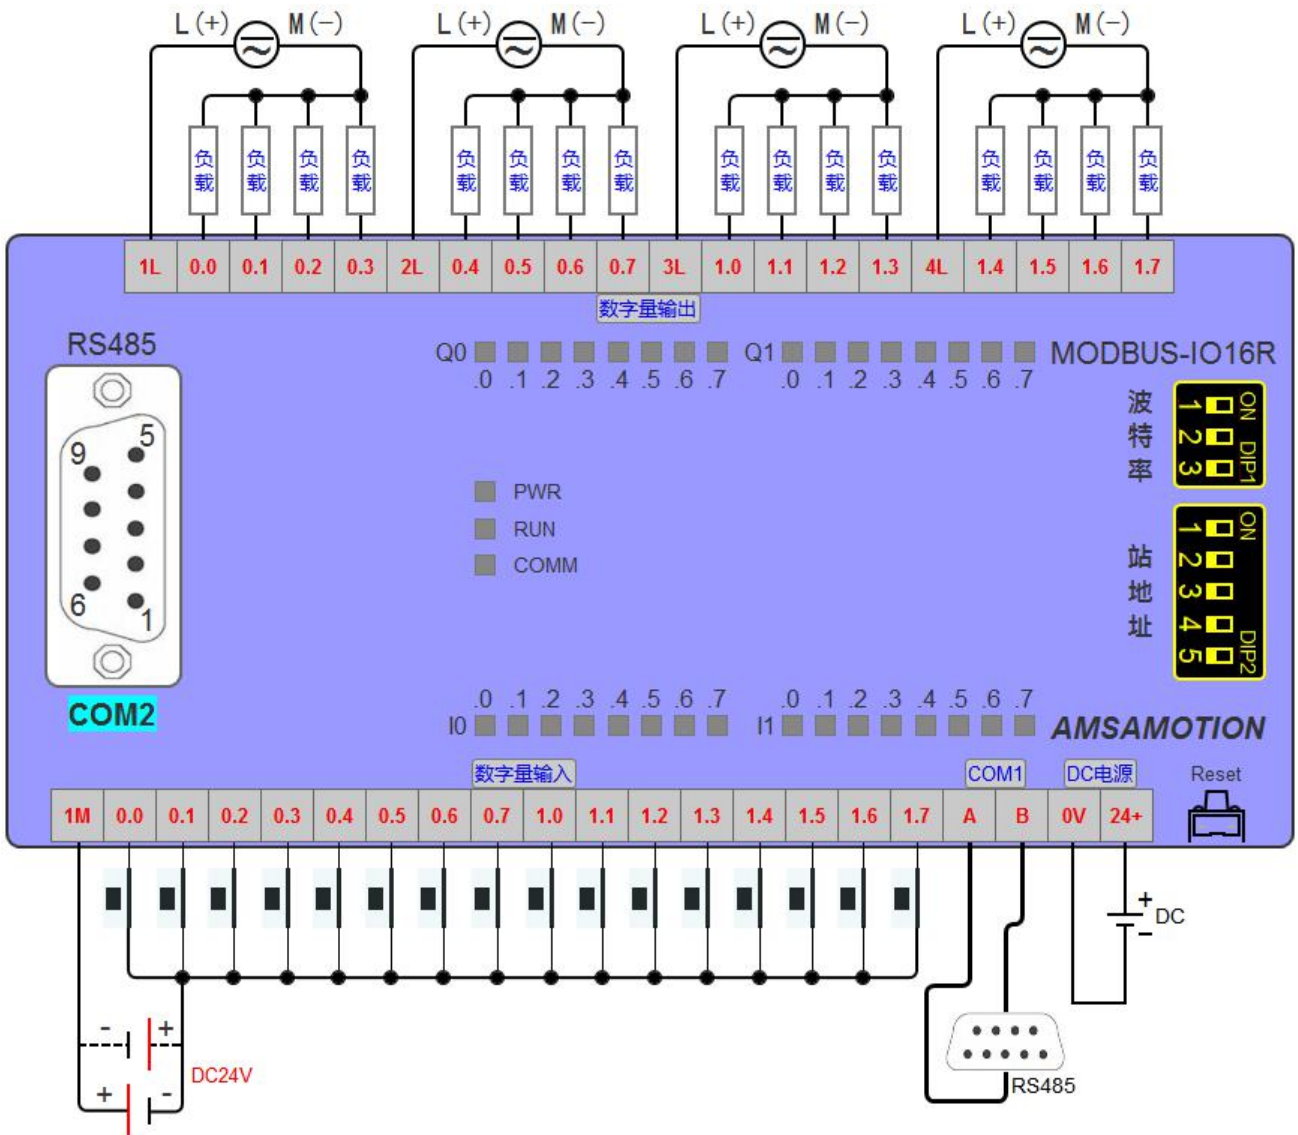 L(+) M(-) L(+) M(-) L(+) M(-) L(+) M(-)
负载 负载 负载 负载 负载 负载 负载 负载 负载 负载 负载 负载 负载 负载 负载 负载
1L 0.0 0.1 0.2 0.3 2L 0.4 0.5 0.6 0.7 3L 1.0 1.1 1.2 1.3 4L 1.4 1.5 1.6 1.7
数字量输出
RS485
Q0 Q1 MODBUS-IO16R
.0 .1 .2 .3 .4 .5 .6 .7 .0 .1 .2 .3 .4 .5 .6 .7
波特率
1 2 3
ON DIP1
5
9
6
1
PWR
RUN
COMM
站地址
1 2 3 4 5
ON DIP2
COM2
.0 .1 .2 .3 .4 .5 .6 .7 .0 .1 .2 .3 .4 .5 .6 .7
I0 I1 AMSAMOTION
数字量输入 COM1 DC电源 Reset
1M 0.0 0.1 0.2 0.3 0.4 0.5 0.6 0.7 1.0 1.1 1.2 1.3 1.4 1.5 1.6 1.7 A B 0V 24+
+
DC
-
- +
DC24V
+ -
RS485